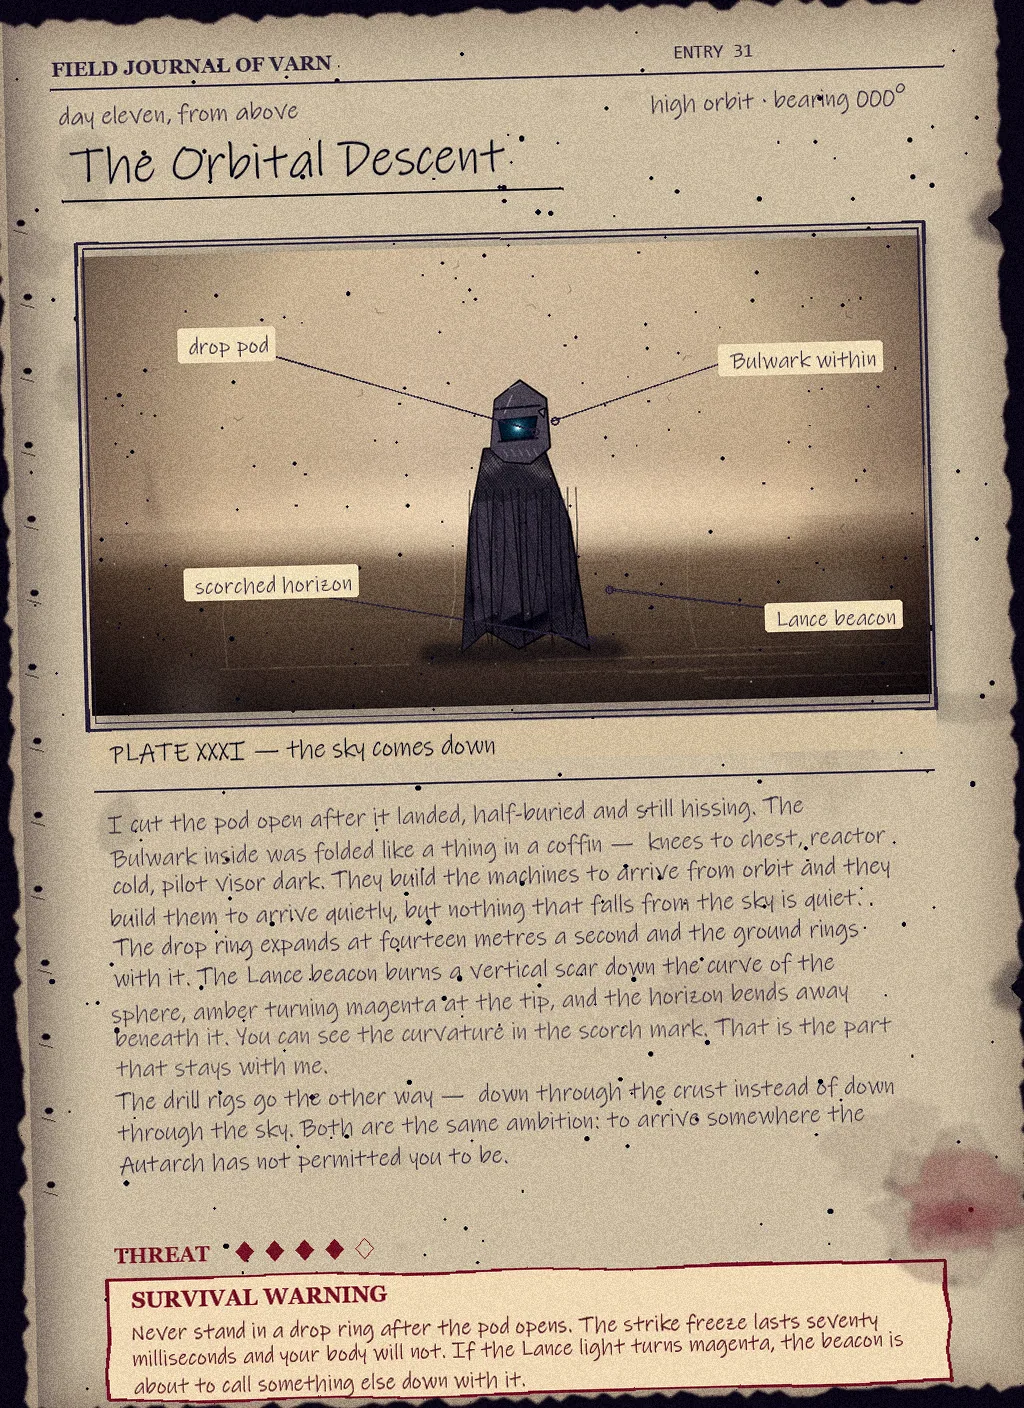 FIELD JOURNAL OF VARN
ENTRY 31
day eleven, from above
high orbit · bearing 000°
The Orbital Descent
drop pod
Bulwark within
scorched horizon
Lance beacon
PLATE XXXI — the sky comes down
I cut the pod open after it landed, half-buried and still hissing. The
Bulwark inside was folded like a thing in a coffin — knees to chest, reactor
cold, pilot visor dark. They build the machines to arrive from orbit and they
build them to arrive quietly, but nothing that falls from the sky is quiet.
The drop ring expands at fourteen metres a second and the ground rings
with it. The Lance beacon burns a vertical scar down the curve of the
sphere, amber turning magenta at the tip, and the horizon bends away
beneath it. You can see the curvature in the scorch mark. That is the part
that stays with me.
The drill rigs go the other way — down through the crust instead of down
through the sky. Both are the same ambition: to arrive somewhere the
Autarch has not permitted you to be.
THREAT
SURVIVAL WARNING
Never stand in a drop ring after the pod opens. The strike freeze lasts seventy
milliseconds and your body will not. If the Lance light turns magenta, the beacon is
about to call something else down with it.